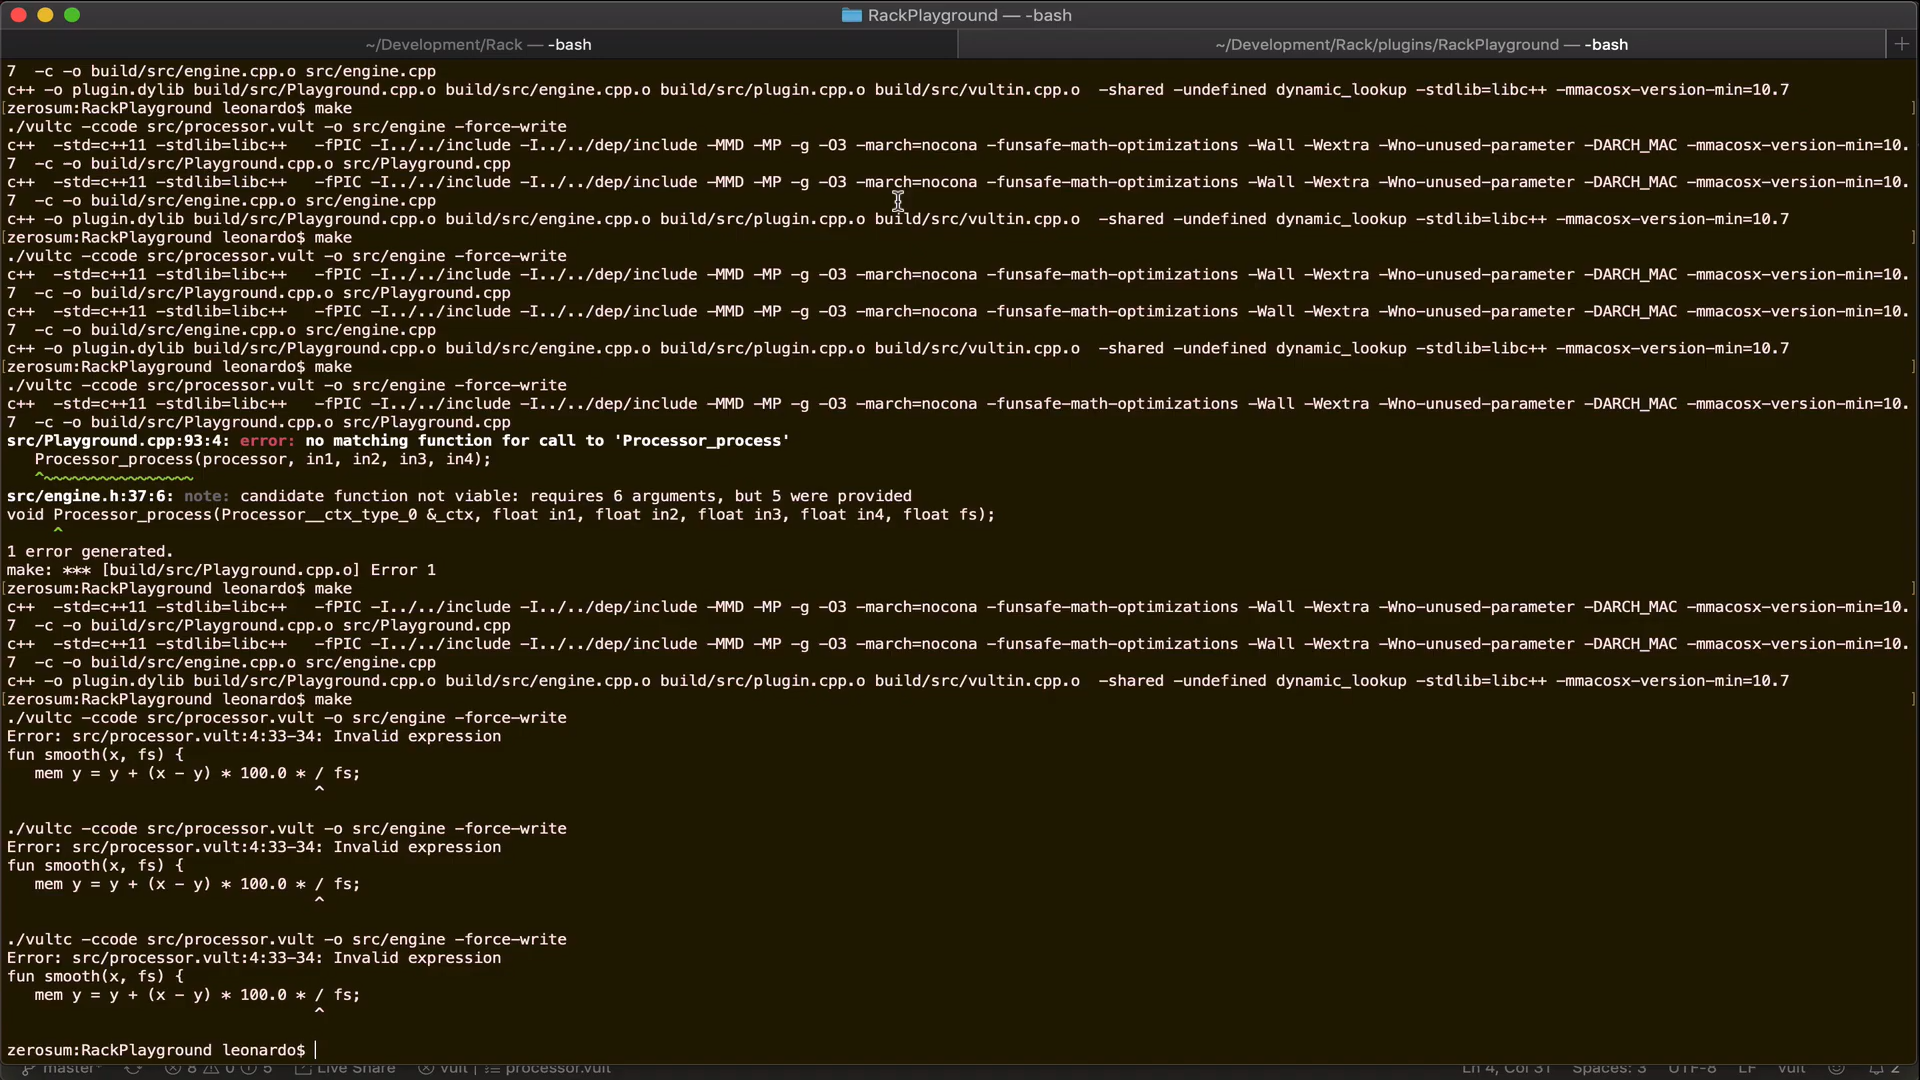 RackPlayground — -bash
~/Development/Rack — -bash
~/Development/Rack/plugins/RackPlayground — -bash
7  -c -o build/src/engine.cpp.o src/engine.cpp
c++ -o plugin.dylib build/src/Playground.cpp.o build/src/engine.cpp.o build/src/plugin.cpp.o build/src/vultin.cpp.o  -shared -undefined dynamic_lookup -stdlib=libc++ -mmacosx-version-min=10.7
[zerosum:RackPlayground leonardo$ make ]
./vultc -ccode src/processor.vult -o src/engine -force-write
c++  -std=c++11 -stdlib=libc++   -fPIC -I../../include -I../../dep/include -MMD -MP -g -O3 -march=nocona -funsafe-math-optimizations -Wall -Wextra -Wno-unused-parameter -DARCH_MAC -mmacosx-version-min=10.
7  -c -o build/src/Playground.cpp.o src/Playground.cpp
c++  -std=c++11 -stdlib=libc++   -fPIC -I../../include -I../../dep/include -MMD -MP -g -O3 -march=nocona -funsafe-math-optimizations -Wall -Wextra -Wno-unused-parameter -DARCH_MAC -mmacosx-version-min=10.
7  -c -o build/src/engine.cpp.o src/engine.cpp
c++ -o plugin.dylib build/src/Playground.cpp.o build/src/engine.cpp.o build/src/plugin.cpp.o build/src/vultin.cpp.o  -shared -undefined dynamic_lookup -stdlib=libc++ -mmacosx-version-min=10.7
[zerosum:RackPlayground leonardo$ make ]
./vultc -ccode src/processor.vult -o src/engine -force-write
c++  -std=c++11 -stdlib=libc++   -fPIC -I../../include -I../../dep/include -MMD -MP -g -O3 -march=nocona -funsafe-math-optimizations -Wall -Wextra -Wno-unused-parameter -DARCH_MAC -mmacosx-version-min=10.
7  -c -o build/src/Playground.cpp.o src/Playground.cpp
c++  -std=c++11 -stdlib=libc++   -fPIC -I../../include -I../../dep/include -MMD -MP -g -O3 -march=nocona -funsafe-math-optimizations -Wall -Wextra -Wno-unused-parameter -DARCH_MAC -mmacosx-version-min=10.
7  -c -o build/src/engine.cpp.o src/engine.cpp
c++ -o plugin.dylib build/src/Playground.cpp.o build/src/engine.cpp.o build/src/plugin.cpp.o build/src/vultin.cpp.o  -shared -undefined dynamic_lookup -stdlib=libc++ -mmacosx-version-min=10.7
[zerosum:RackPlayground leonardo$ make ]
./vultc -ccode src/processor.vult -o src/engine -force-write
c++  -std=c++11 -stdlib=libc++   -fPIC -I../../include -I../../dep/include -MMD -MP -g -O3 -march=nocona -funsafe-math-optimizations -Wall -Wextra -Wno-unused-parameter -DARCH_MAC -mmacosx-version-min=10.
7  -c -o build/src/Playground.cpp.o src/Playground.cpp
src/Playground.cpp:93:4: error: no matching function for call to 'Processor_process'
   Processor_process(processor, in1, in2, in3, in4);
   ^~~~~~~~~~~~~~~~~
src/engine.h:37:6: note: candidate function not viable: requires 6 arguments, but 5 were provided
void Processor_process(Processor__ctx_type_0 &_ctx, float in1, float in2, float in3, float in4, float fs);
     ^
1 error generated.
make: *** [build/src/Playground.cpp.o] Error 1
[zerosum:RackPlayground leonardo$ make ]
c++  -std=c++11 -stdlib=libc++   -fPIC -I../../include -I../../dep/include -MMD -MP -g -O3 -march=nocona -funsafe-math-optimizations -Wall -Wextra -Wno-unused-parameter -DARCH_MAC -mmacosx-version-min=10.
7  -c -o build/src/Playground.cpp.o src/Playground.cpp
c++  -std=c++11 -stdlib=libc++   -fPIC -I../../include -I../../dep/include -MMD -MP -g -O3 -march=nocona -funsafe-math-optimizations -Wall -Wextra -Wno-unused-parameter -DARCH_MAC -mmacosx-version-min=10.
7  -c -o build/src/engine.cpp.o src/engine.cpp
c++ -o plugin.dylib build/src/Playground.cpp.o build/src/engine.cpp.o build/src/plugin.cpp.o build/src/vultin.cpp.o  -shared -undefined dynamic_lookup -stdlib=libc++ -mmacosx-version-min=10.7
[zerosum:RackPlayground leonardo$ make ]
./vultc -ccode src/processor.vult -o src/engine -force-write
Error: src/processor.vult:4:33-34: Invalid expression
fun smooth(x, fs) {
   mem y = y + (x - y) * 100.0 * / fs;
                                 ^
./vultc -ccode src/processor.vult -o src/engine -force-write
Error: src/processor.vult:4:33-34: Invalid expression
fun smooth(x, fs) {
   mem y = y + (x - y) * 100.0 * / fs;
                                 ^
./vultc -ccode src/processor.vult -o src/engine -force-write
Error: src/processor.vult:4:33-34: Invalid expression
fun smooth(x, fs) {
   mem y = y + (x - y) * 100.0 * / fs;
                                 ^
zerosum:RackPlayground leonardo$
master* 8 0 5 Live Share vult processor.vult Ln 4, Col 31 Spaces: 3 UTF-8 LF Vult 2